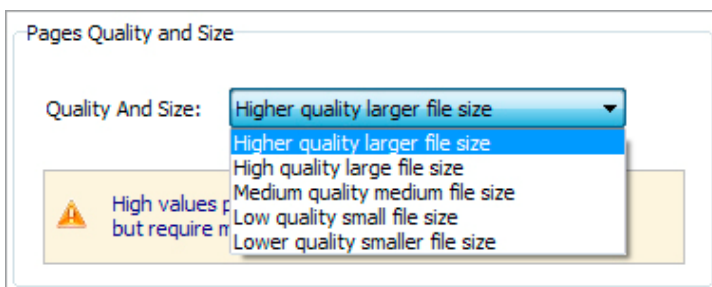 Pages Quality and Size
Quality And Size: Higher quality larger file size
Higher quality larger file size
High quality large file size
Medium quality medium file size
Low quality small file size
Lower quality smaller file size
High values
but require